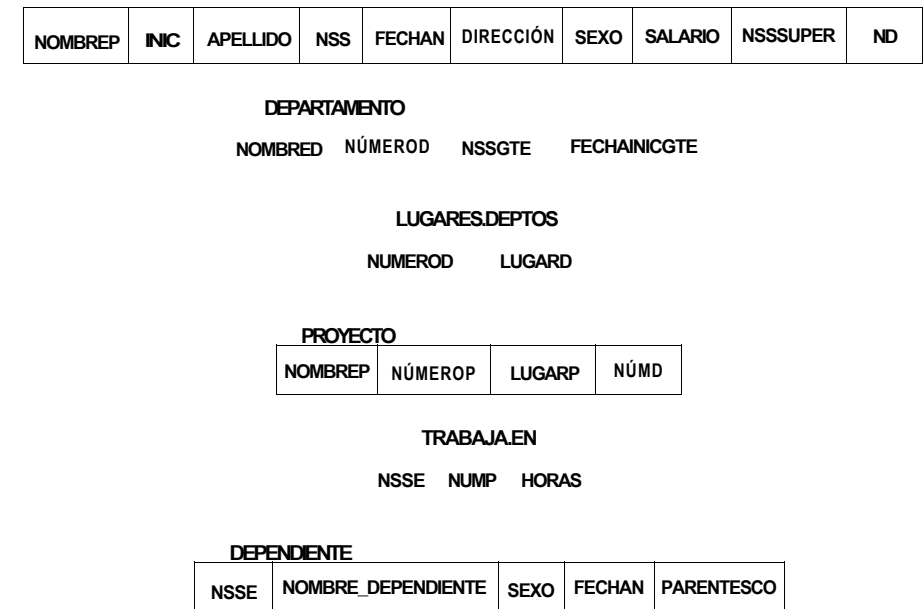 NOMBREP INIC APELLIDO NSS FECHAN DIRECCIÓN SEXO SALARIO NSSSUPER ND
DEPARTAMENTO
NOMBRED NÚMEROD NSSGTE FECHAINICGTE
LUGARES.DEPTOS
NUMEROD LUGARD
PROYECTO
NOMBREP NÚMEROP LUGARP NÚMD
TRABAJA.EN
NSSE NUMP HORAS
DEPENDIENTE
NSSE NOMBRE_DEPENDIENTE SEXO FECHAN PARENTESCO